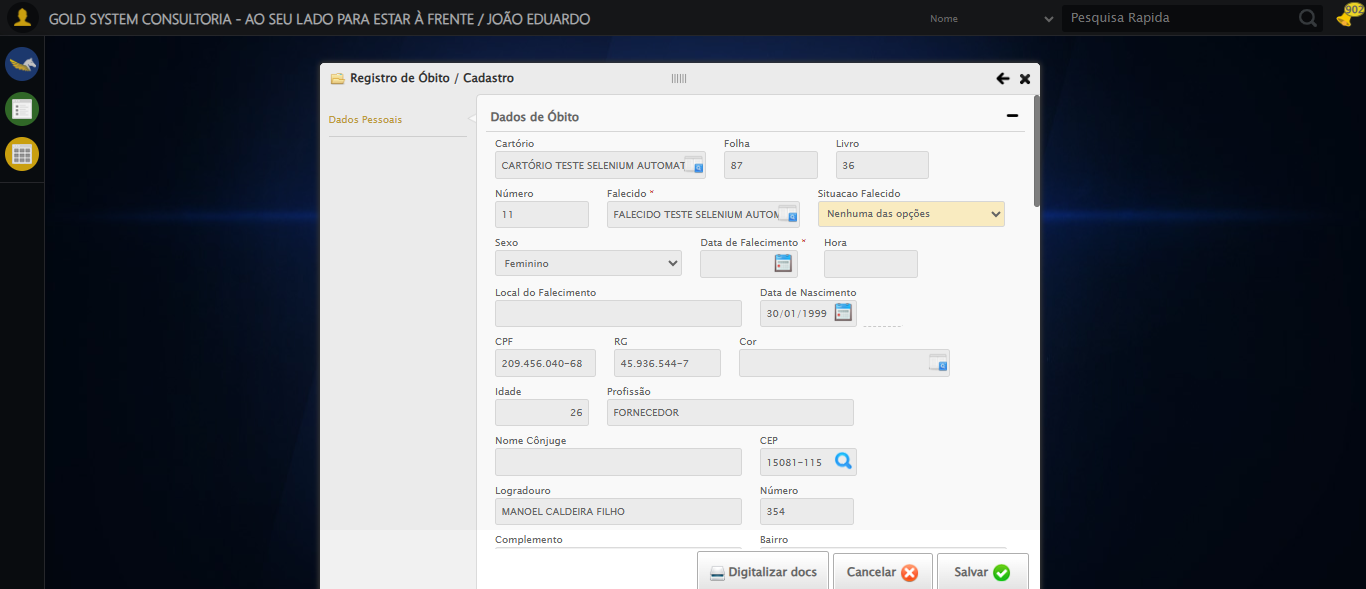 GOLD SYSTEM CONSULTORIA - AO SEU LADO PARA ESTAR À FRENTE / JOÃO EDUARDO
Nome
Pesquisa Rapida
902
Registro de Óbito / Cadastro
Dados Pessoais
Dados de Óbito
Cartório Folha Livro
CARTÓRIO TESTE SELENIUM AUTOMAT 87 36
Número Falecido * Situacao Falecido
11 FALECIDO TESTE SELENIUM AUTOM Nenhuma das opções
Sexo Data de Falecimento * Hora
Feminino
Local do Falecimento Data de Nascimento
30/01/1999
CPF RG Cor
209.456.040-68 45.936.544-7
Idade Profissão
26 FORNECEDOR
Nome Cônjuge CEP
15081-115
Logradouro Número
MANOEL CALDEIRA FILHO 354
Complemento Bairro
Digitalizar docs Cancelar Salvar